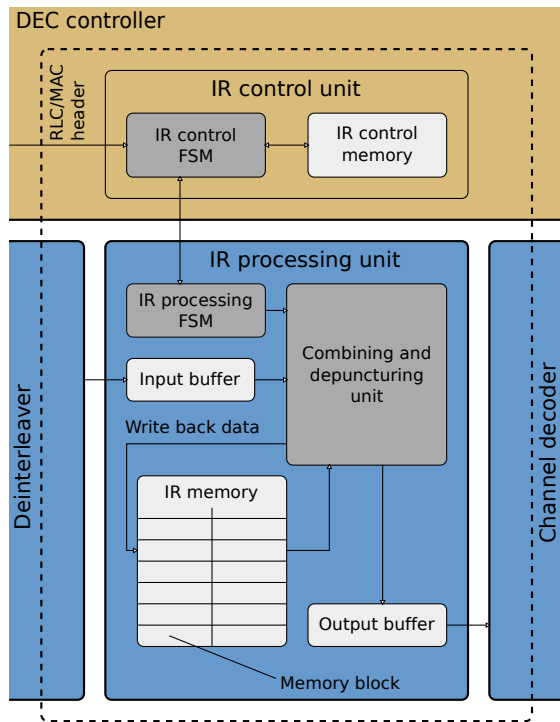 DEC controller
RLC/MAC
header
IR control unit
IR control
FSM
IR control
memory
IR processing unit
IR processing
FSM
Combining and
depuncturing
unit
Input buffer
Write back data
IR memory
Output buffer
Memory block
Deinterleaver
Channel decoder